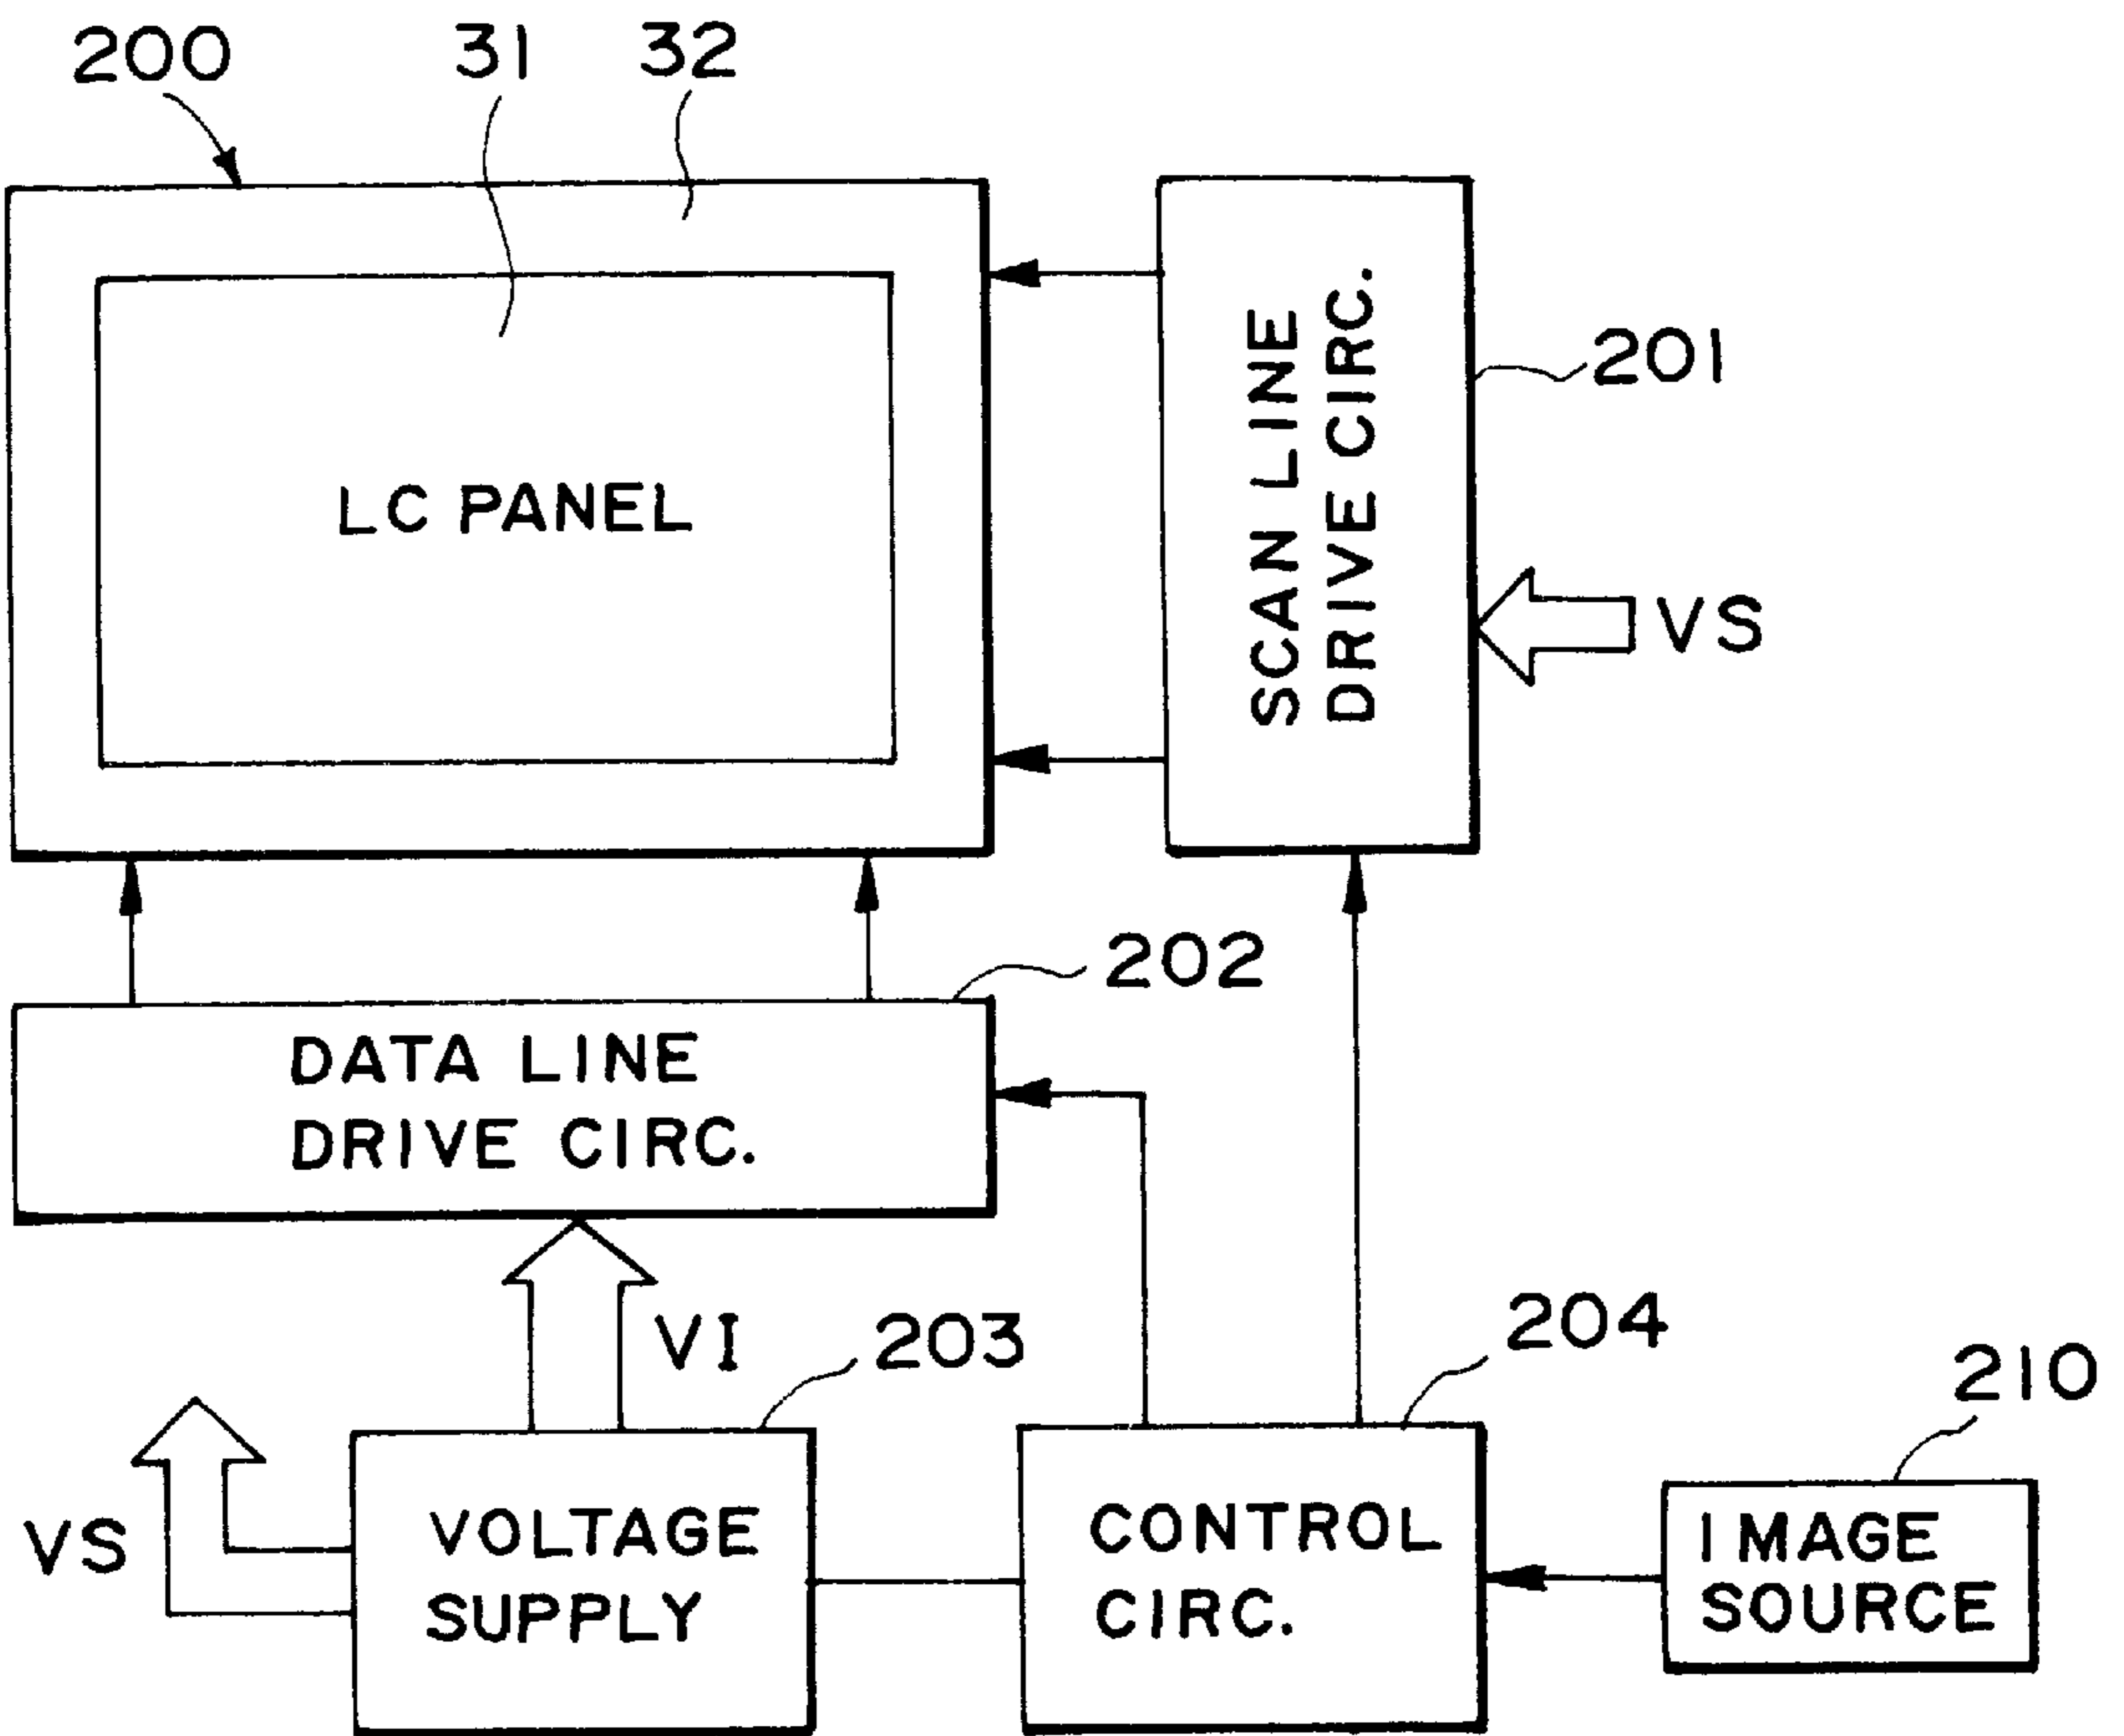 200
31
32
LC PANEL
SCAN LINE
DRIVE CIRC.
201
VS
202
DATA LINE
DRIVE CIRC.
VI
203
204
210
VS
VOLTAGE
SUPPLY
CONTROL
CIRC.
IMAGE
SOURCE